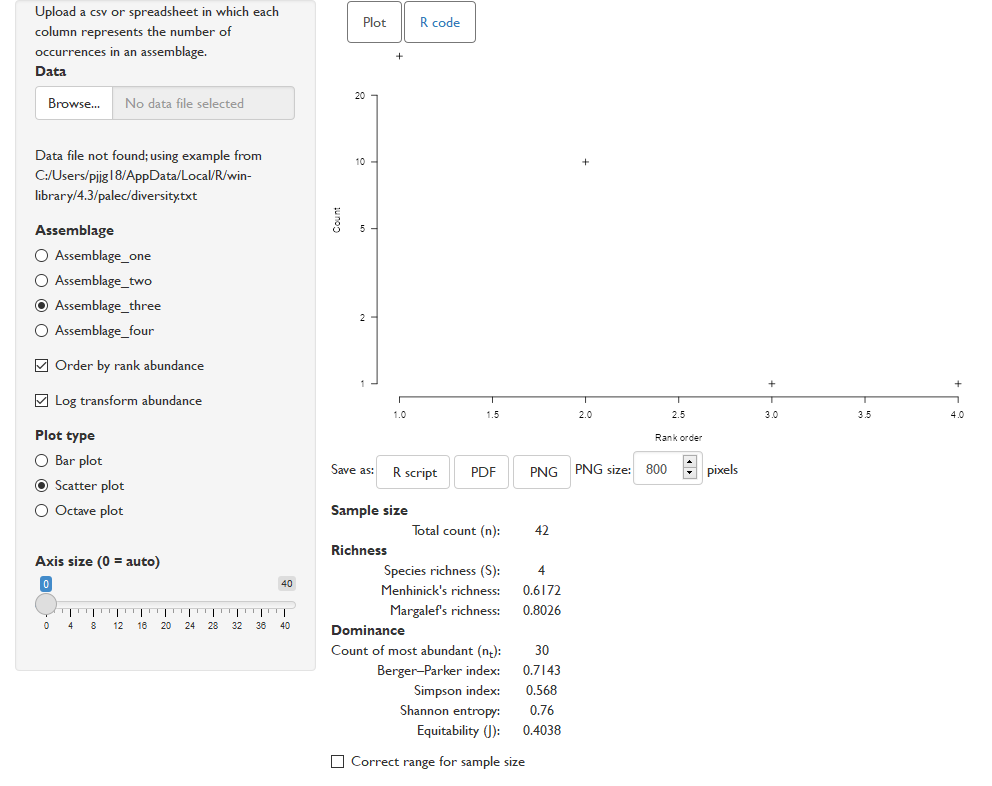 Upload a csv or spreadsheet in which each
column represents the number of
occurrences in an assemblage.
Data
Browse... No data file selected
Data file not found; using example from
C:/Users/pjjg18/AppData/Local/R/win-
library/4.3/palec/diversity.txt
Assemblage
Assemblage_one
Assemblage_two
Assemblage_three
Assemblage_four
Order by rank abundance
Log transform abundance
Plot type
Bar plot
Scatter plot
Octave plot
Axis size (0 = auto)
0 40
0 4 8 12 16 20 24 28 32 36 40
Plot R code
20
10
5
2
1
Count
1.0 1.5 2.0 2.5 3.0 3.5 4.0
Rank order
Save as: R script PDF PNG PNG size: 800 pixels
Sample size
Total count (n): 42
Richness
Species richness (S): 4
Menhinick's richness: 0.6172
Margalef's richness: 0.8026
Dominance
Count of most abundant (nt): 30
Berger–Parker index: 0.7143
Simpson index: 0.568
Shannon entropy: 0.76
Equitability (J): 0.4038
Correct range for sample size